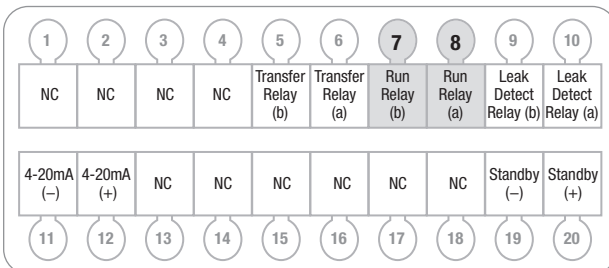 1 2 3 4 5 6 7 8 9 10
NC NC NC NC Transfer Relay (b) Transfer Relay (a) Run Relay (b) Run Relay (a) Leak Detect Relay (b) Leak Detect Relay (a)
4-20mA (–) 4-20mA (+) NC NC NC NC NC NC Standby (–) Standby (+)
11 12 13 14 15 16 17 18 19 20